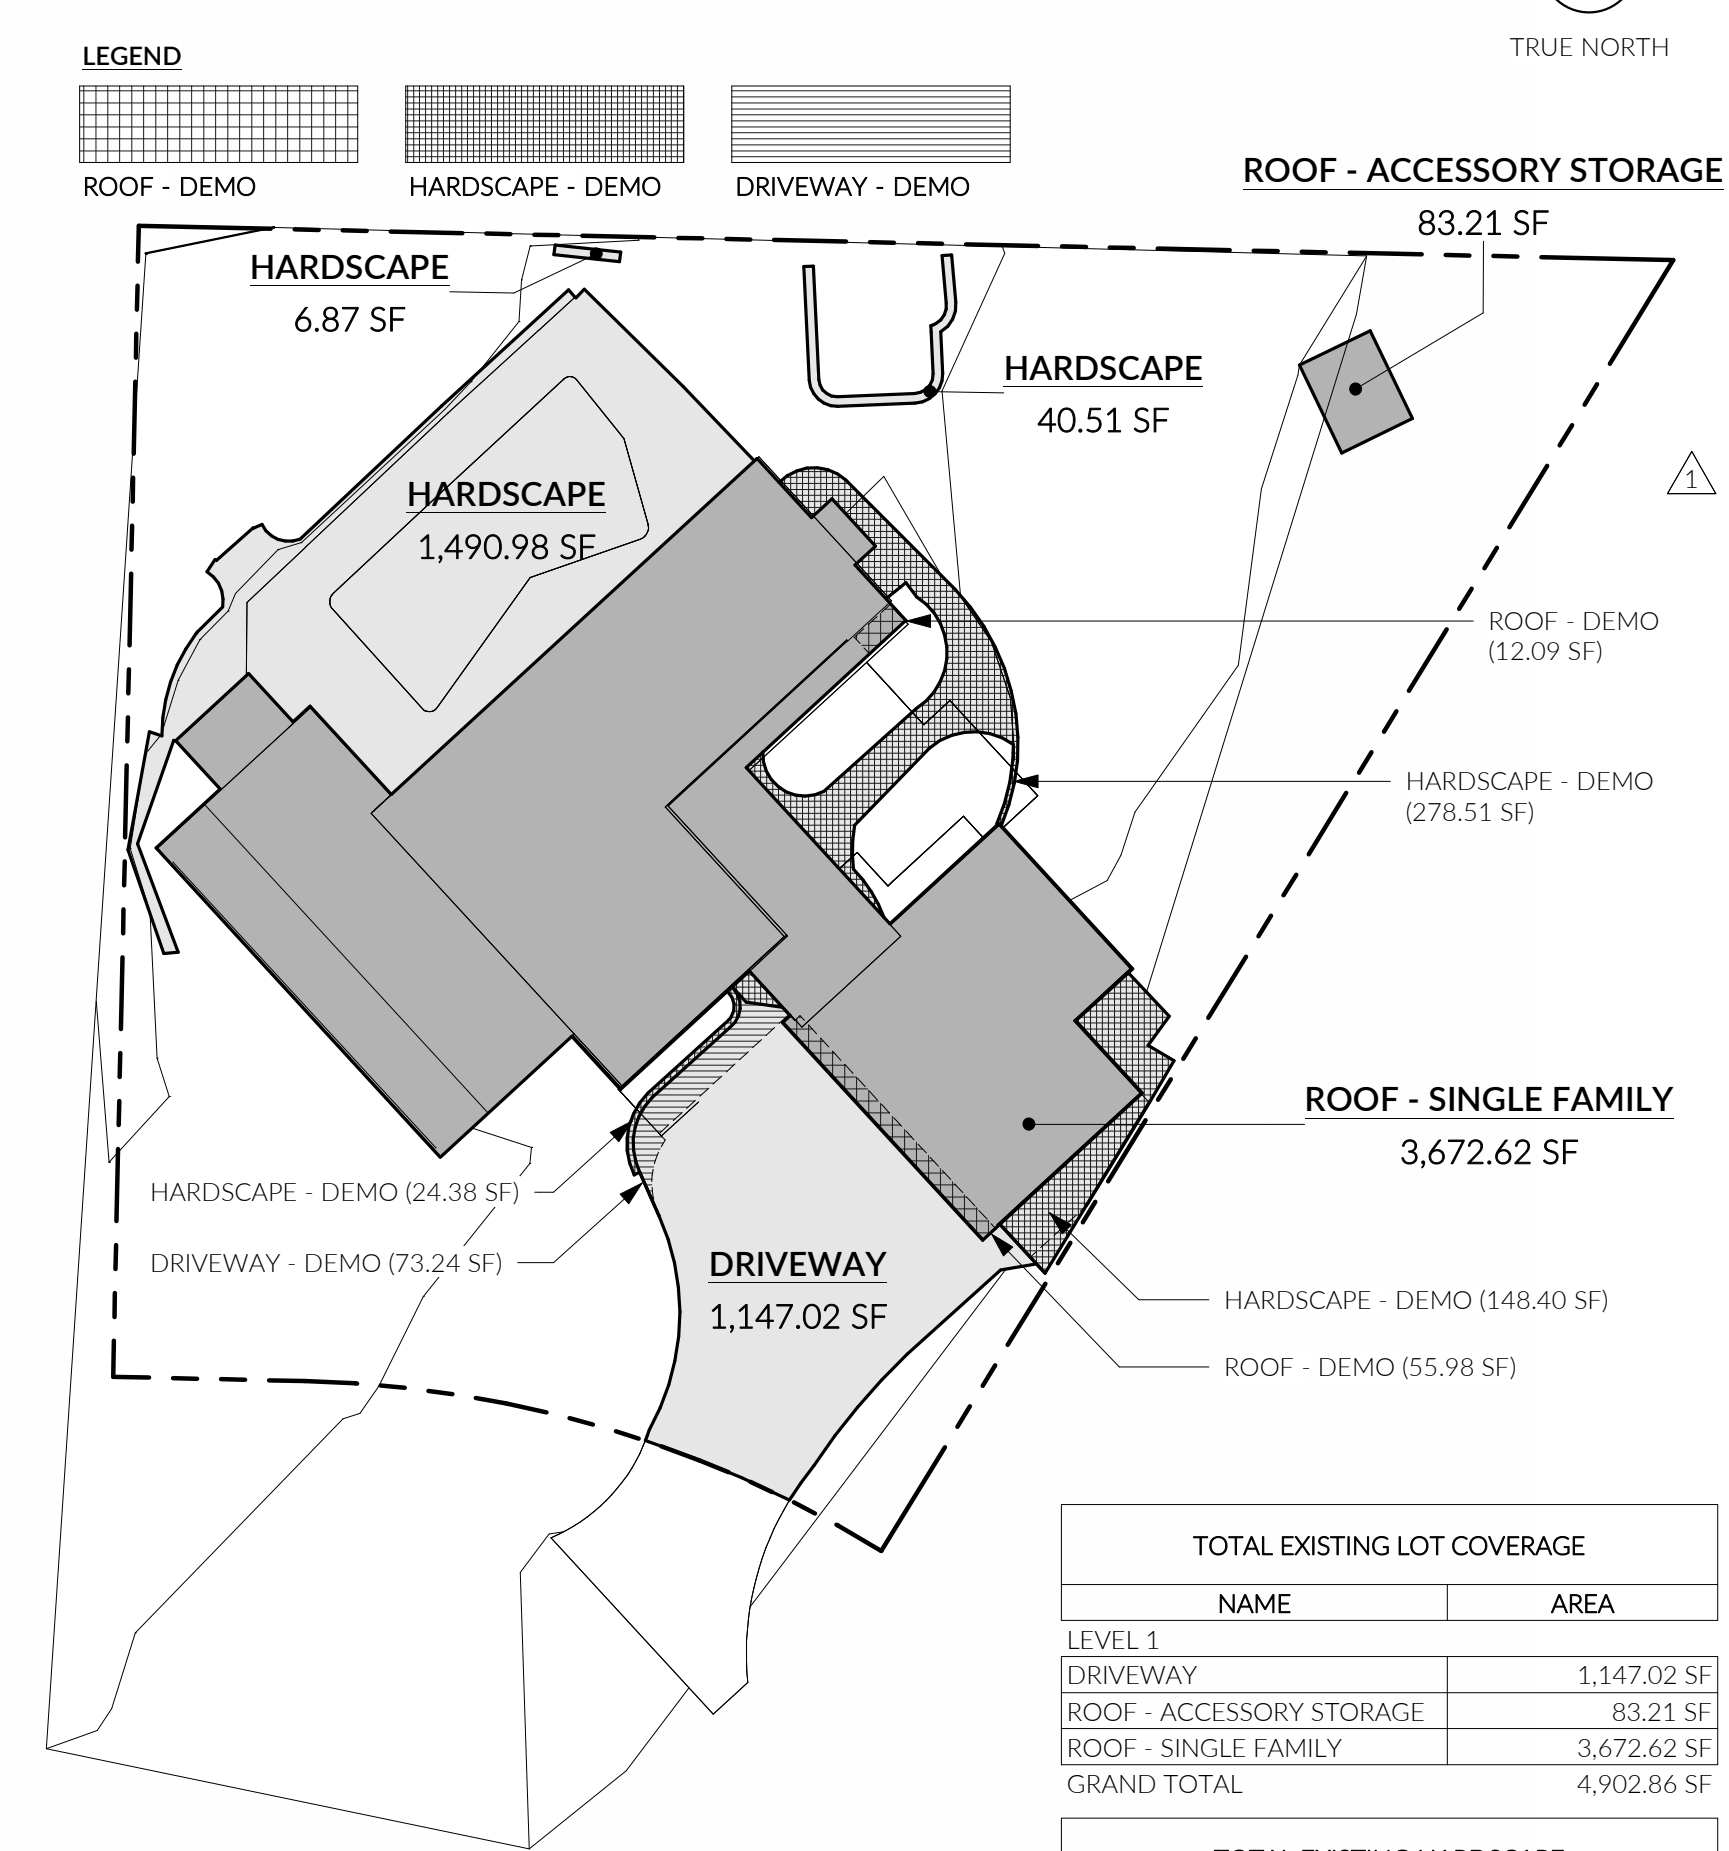 TRUE NORTH
LEGEND
ROOF - DEMO
HARDSCAPE - DEMO
DRIVEWAY - DEMO
ROOF - ACCESSORY STORAGE
83.21 SF
HARDSCAPE
6.87 SF
HARDSCAPE
40.51 SF
HARDSCAPE
1,490.98 SF
1
ROOF - DEMO
(12.09 SF)
HARDSCAPE - DEMO
(278.51 SF)
ROOF - SINGLE FAMILY
3,672.62 SF
HARDSCAPE - DEMO (24.38 SF)
DRIVEWAY - DEMO (73.24 SF)
DRIVEWAY
1,147.02 SF
HARDSCAPE - DEMO (148.40 SF)
ROOF - DEMO (55.98 SF)
TOTAL EXISTING LOT COVERAGE
NAME AREA
LEVEL 1
DRIVEWAY 1,147.02 SF
ROOF - ACCESSORY STORAGE 83.21 SF
ROOF - SINGLE FAMILY 3,672.62 SF
GRAND TOTAL 4,902.86 SF